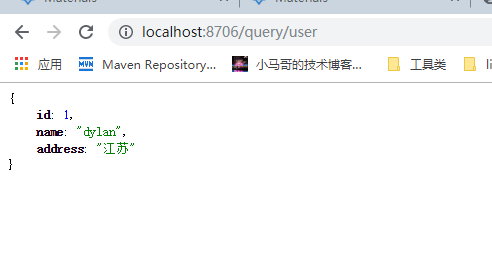 Materials
Materials
localhost:8706/query/user
应用
MVN
Maven Repository...
小马哥的技术博客...
工具类
li
{
id: 1,
name: "dylan",
address: "江苏"
}